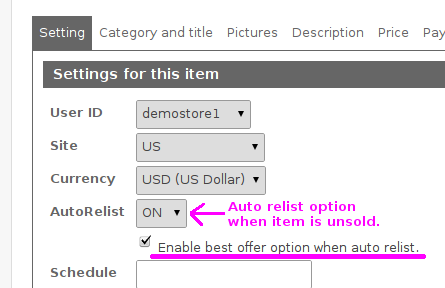 Setting Category and title Pictures Description Price Pay
Settings for this item
User ID demostore1
Site US
Currency USD (US Dollar)
AutoRelist ON Auto relist option
when item is unsold.
Enable best offer option when auto relist.
Schedule